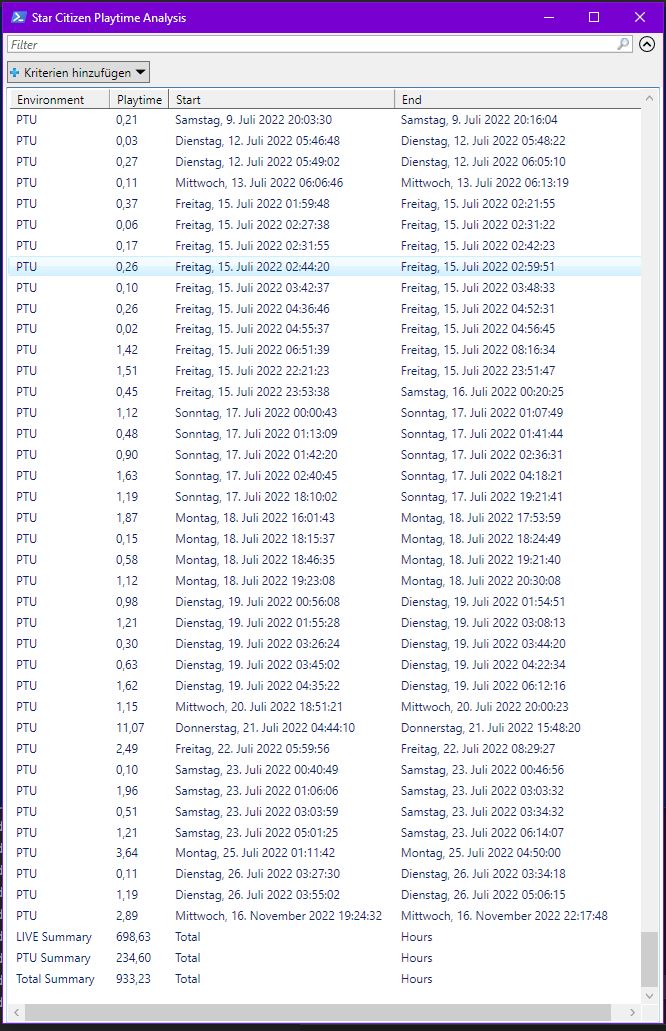 Star Citizen Playtime Analysis
Filter
Kriterien hinzufügen
Environment Playtime Start End
PTU 0,21 Samstag, 9. Juli 2022 20:03:30 Samstag, 9. Juli 2022 20:16:04
PTU 0,03 Dienstag, 12. Juli 2022 05:46:48 Dienstag, 12. Juli 2022 05:48:22
PTU 0,27 Dienstag, 12. Juli 2022 05:49:02 Dienstag, 12. Juli 2022 06:05:10
PTU 0,11 Mittwoch, 13. Juli 2022 06:06:46 Mittwoch, 13. Juli 2022 06:13:19
PTU 0,37 Freitag, 15. Juli 2022 01:59:48 Freitag, 15. Juli 2022 02:21:55
PTU 0,06 Freitag, 15. Juli 2022 02:27:38 Freitag, 15. Juli 2022 02:31:22
PTU 0,17 Freitag, 15. Juli 2022 02:31:55 Freitag, 15. Juli 2022 02:42:23
PTU 0,26 Freitag, 15. Juli 2022 02:44:20 Freitag, 15. Juli 2022 02:59:51
PTU 0,10 Freitag, 15. Juli 2022 03:42:37 Freitag, 15. Juli 2022 03:48:33
PTU 0,26 Freitag, 15. Juli 2022 04:36:46 Freitag, 15. Juli 2022 04:52:31
PTU 0,02 Freitag, 15. Juli 2022 04:55:37 Freitag, 15. Juli 2022 04:56:45
PTU 1,42 Freitag, 15. Juli 2022 06:51:39 Freitag, 15. Juli 2022 08:16:34
PTU 1,51 Freitag, 15. Juli 2022 22:21:23 Freitag, 15. Juli 2022 23:51:47
PTU 0,45 Freitag, 15. Juli 2022 23:53:38 Samstag, 16. Juli 2022 00:20:25
PTU 1,12 Sonntag, 17. Juli 2022 00:00:43 Sonntag, 17. Juli 2022 01:07:49
PTU 0,48 Sonntag, 17. Juli 2022 01:13:09 Sonntag, 17. Juli 2022 01:41:44
PTU 0,90 Sonntag, 17. Juli 2022 01:42:20 Sonntag, 17. Juli 2022 02:36:31
PTU 1,63 Sonntag, 17. Juli 2022 02:40:45 Sonntag, 17. Juli 2022 04:18:21
PTU 1,19 Sonntag, 17. Juli 2022 18:10:02 Sonntag, 17. Juli 2022 19:21:41
PTU 1,87 Montag, 18. Juli 2022 16:01:43 Montag, 18. Juli 2022 17:53:59
PTU 0,15 Montag, 18. Juli 2022 18:15:37 Montag, 18. Juli 2022 18:24:49
PTU 0,58 Montag, 18. Juli 2022 18:46:35 Montag, 18. Juli 2022 19:21:40
PTU 1,12 Montag, 18. Juli 2022 19:23:08 Montag, 18. Juli 2022 20:30:08
PTU 0,98 Dienstag, 19. Juli 2022 00:56:08 Dienstag, 19. Juli 2022 01:54:51
PTU 1,21 Dienstag, 19. Juli 2022 01:55:28 Dienstag, 19. Juli 2022 03:08:13
PTU 0,30 Dienstag, 19. Juli 2022 03:26:24 Dienstag, 19. Juli 2022 03:44:20
PTU 0,63 Dienstag, 19. Juli 2022 03:45:02 Dienstag, 19. Juli 2022 04:22:34
PTU 1,62 Dienstag, 19. Juli 2022 04:35:22 Dienstag, 19. Juli 2022 06:12:16
PTU 1,15 Mittwoch, 20. Juli 2022 18:51:21 Mittwoch, 20. Juli 2022 20:00:23
PTU 11,07 Donnerstag, 21. Juli 2022 04:44:10 Donnerstag, 21. Juli 2022 15:48:20
PTU 2,49 Freitag, 22. Juli 2022 05:59:56 Freitag, 22. Juli 2022 08:29:27
PTU 0,10 Samstag, 23. Juli 2022 00:40:49 Samstag, 23. Juli 2022 00:46:56
PTU 1,96 Samstag, 23. Juli 2022 01:06:06 Samstag, 23. Juli 2022 03:03:32
PTU 0,51 Samstag, 23. Juli 2022 03:03:59 Samstag, 23. Juli 2022 03:34:32
PTU 1,21 Samstag, 23. Juli 2022 05:01:25 Samstag, 23. Juli 2022 06:14:07
PTU 3,64 Montag, 25. Juli 2022 01:11:42 Montag, 25. Juli 2022 04:50:00
PTU 0,11 Dienstag, 26. Juli 2022 03:27:30 Dienstag, 26. Juli 2022 03:34:18
PTU 1,19 Dienstag, 26. Juli 2022 03:55:02 Dienstag, 26. Juli 2022 05:06:15
PTU 2,89 Mittwoch, 16. November 2022 19:24:32 Mittwoch, 16. November 2022 22:17:48
LIVE Summary 698,63 Total Hours
PTU Summary 234,60 Total Hours
Total Summary 933,23 Total Hours